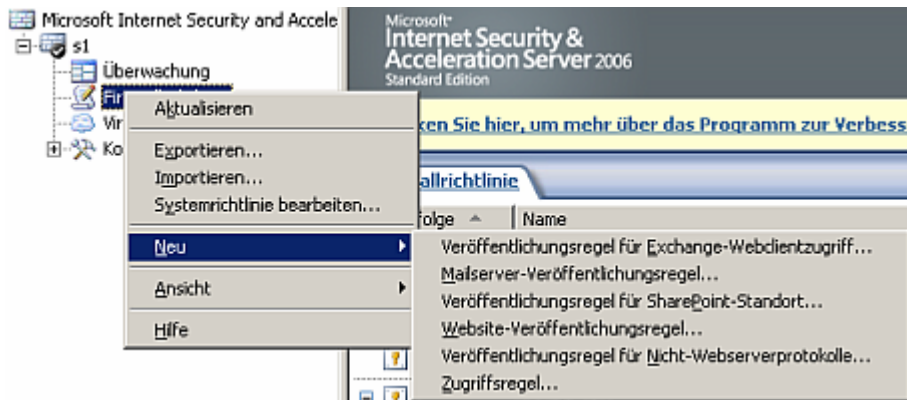 Microsoft Internet Security and Accele
s1
Überwachung
Fir
Vir
Ko
Aktualisieren
Exportieren...
Importieren...
Systemrichtlinie bearbeiten...
Neu
Ansicht
Hilfe
Microsoft
Internet Security &
Acceleration Server 2006
Standard Edition
ken Sie hier, um mehr über das Programm zur Verbess
allrichtlinie
folge
Name
Veröffentlichungsregel für Exchange-Webclientzugriff...
Mailserver-Veröffentlichungsregel...
Veröffentlichungsregel für SharePoint-Standort...
Website-Veröffentlichungsregel...
Veröffentlichungsregel für Nicht-Webserverprotokolle...
Zugriffsregel...